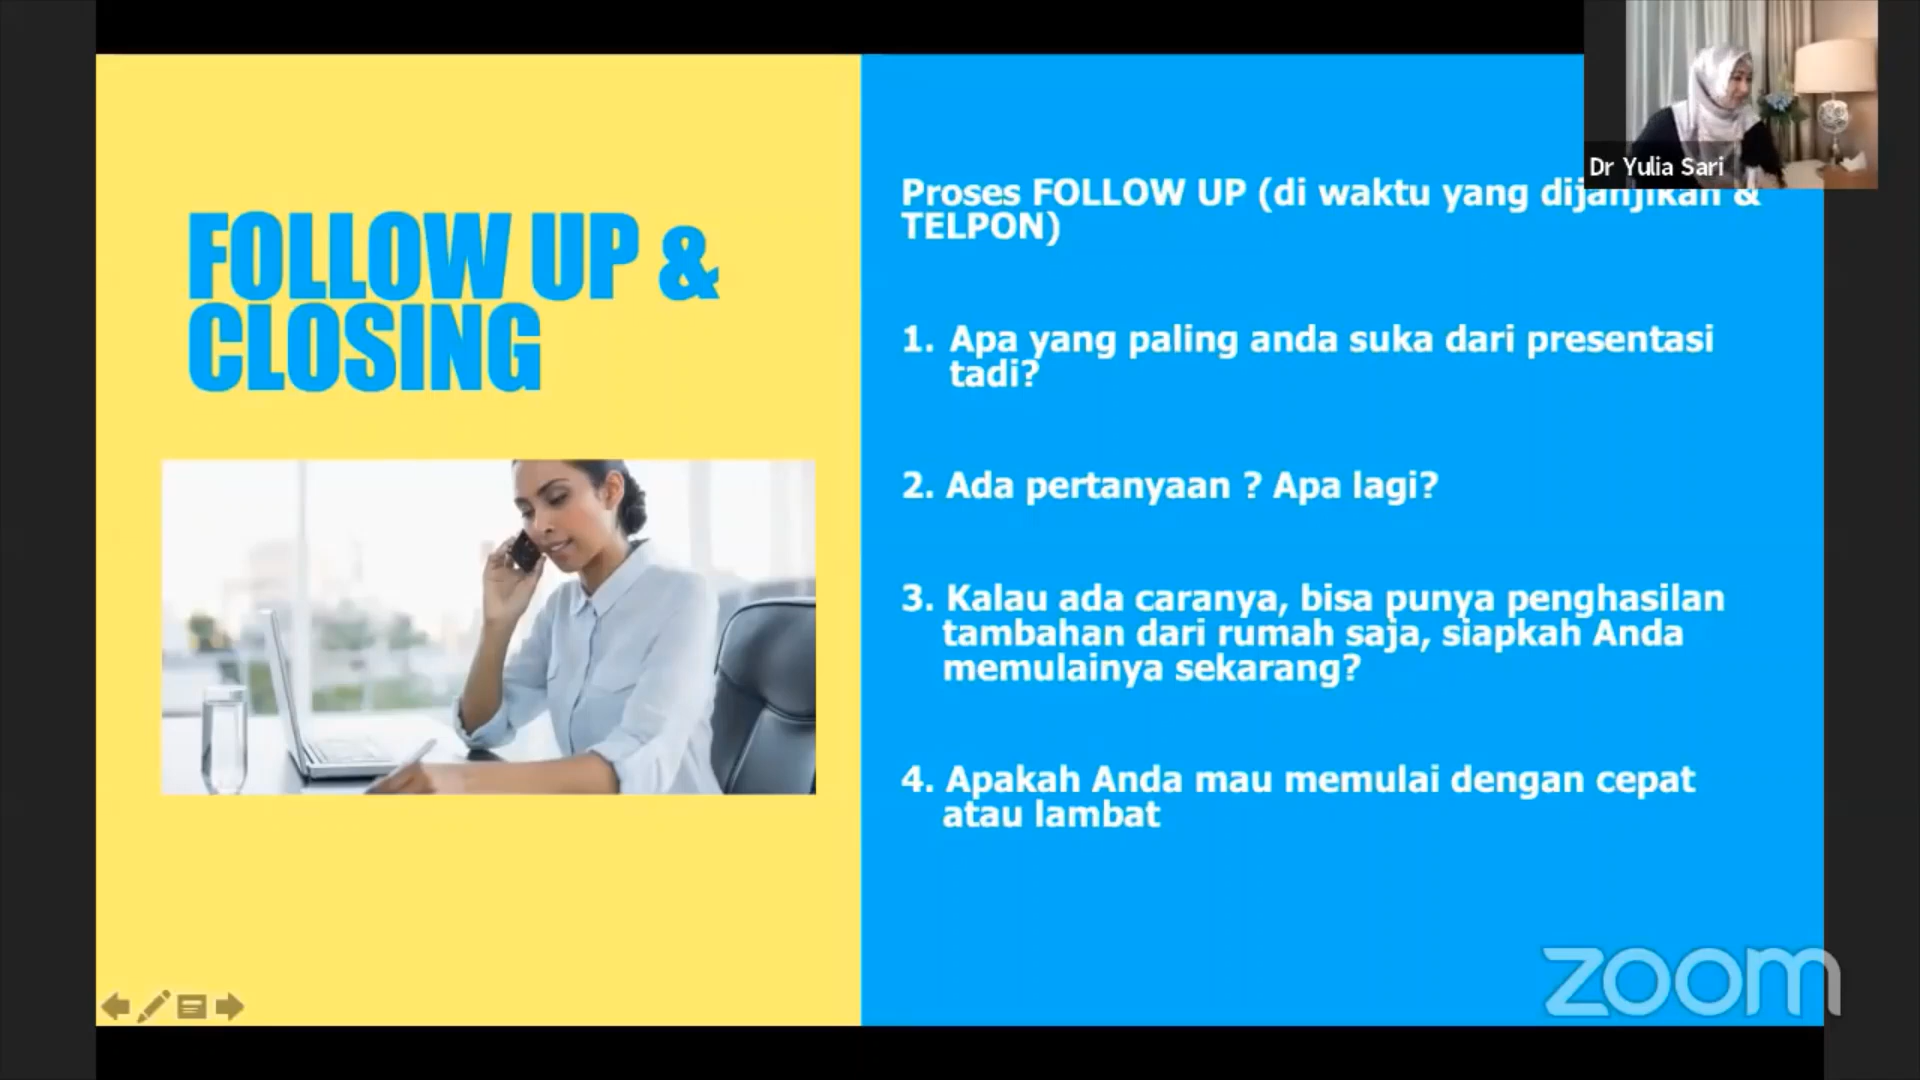 Dr Yulia Sari
FOLLOW UP &
CLOSING
Proses FOLLOW UP (di waktu yang dijanjikan &
TELPON)
1. Apa yang paling anda suka dari presentasi
tadi?
2. Ada pertanyaan ? Apa lagi?
3. Kalau ada caranya, bisa punya penghasilan
tambahan dari rumah saja, siapkah Anda
memulainya sekarang?
4. Apakah Anda mau memulai dengan cepat
atau lambat
zoom